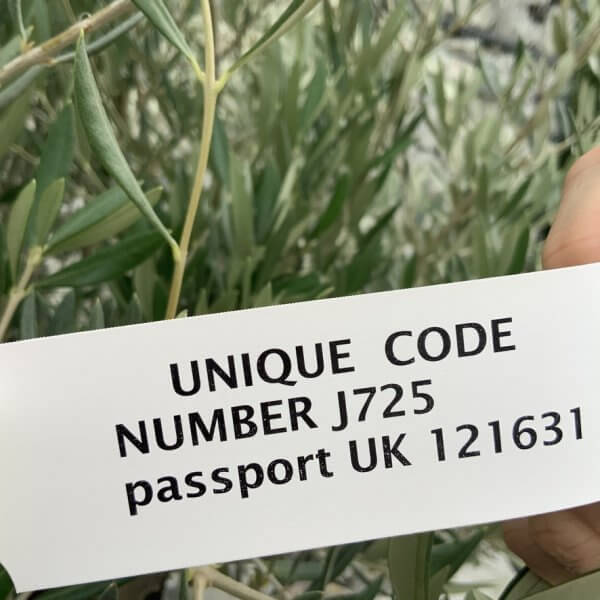 UNIQUE CODE
NUMBER J725
passport UK 121631